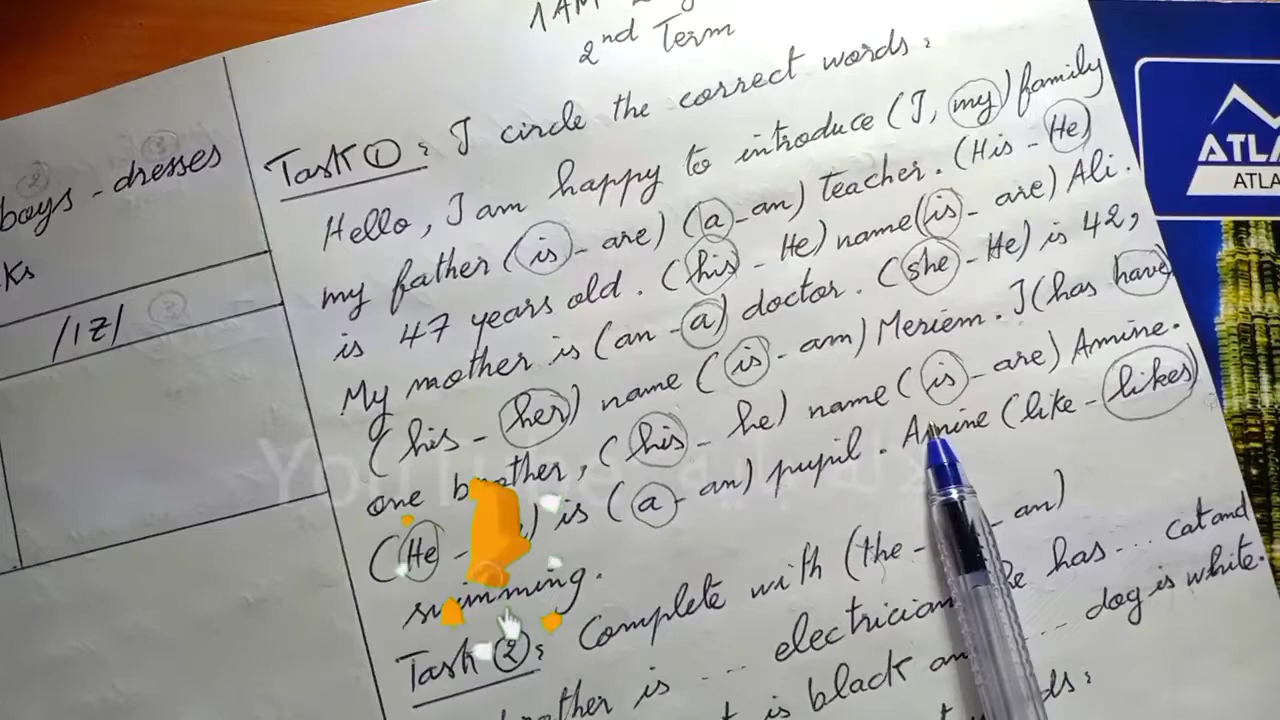 1AM
2nd Term
boys - dresses
ks
/iz/
Task ① : I circle the correct words :
Hello, I am happy to introduce (I, my) family
my father (is - are) (a - an) teacher. (His - He)
is 47 years old. (his - He) name (is - are) Ali.
My mother is (an - a) doctor. (she - He) is 42,
(his - her) name (is - am) Meriem. I (has have
one brother, (his - he) name (is - are) Amine.
(He - ) is (a - an) pupil. Amine (like - likes)
swimming.
Task ② : Complete with (the - - an)
is ... electrician has ... cat and
is black an ... dog is white.
ATLA
ATLA